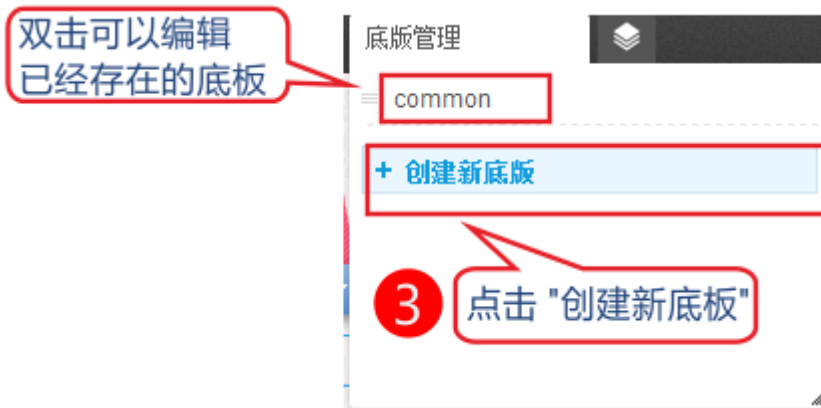 双击可以编辑
已经存在的底板
底版管理
common
+ 创建新底版
3
点击 "创建新底板"